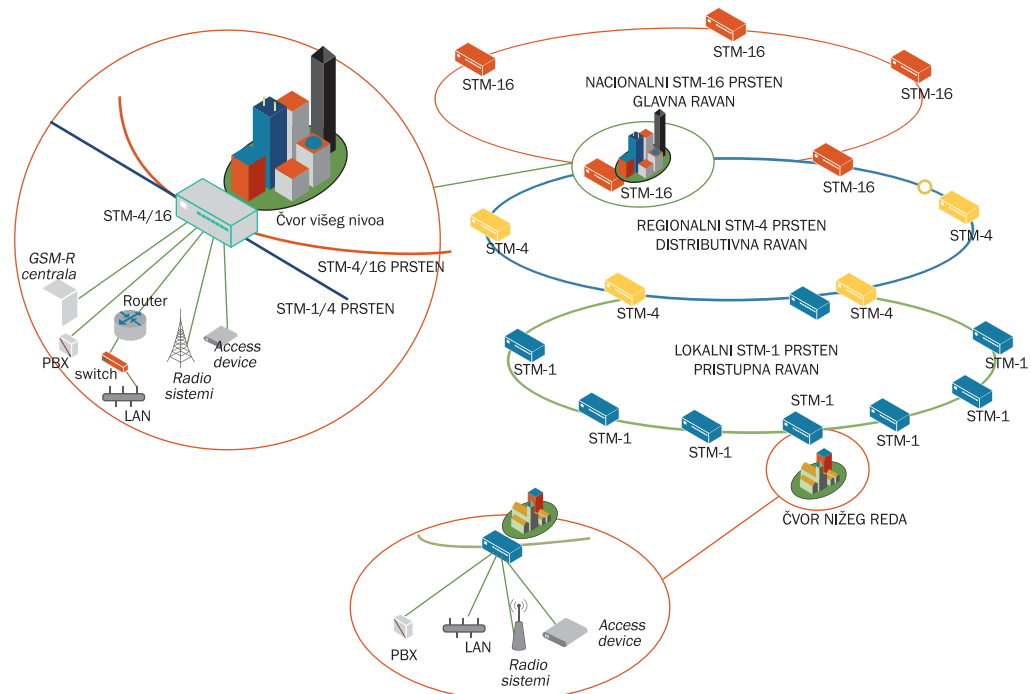 STM-16
STM-16
STM-16
NACIONALNI STM-16 PRSTEN
GLAVNA RAVAN
STM-16
STM-16
REGIONALNI STM-4 PRSTEN
DISTRIBUTIVNA RAVAN
STM-4
STM-4
STM-4
STM-4
LOKALNI STM-1 PRSTEN
PRISTUPNA RAVAN
STM-1
STM-1
STM-1
STM-1
STM-1
STM-1
STM-1
ČVOR NIŽEG REDA
STM-4/16
Čvor višeg nivoa
STM-4/16 PRSTEN
STM-1/4 PRSTEN
GSM-R
centrala
Router
PBX
switch
LAN
Radio
sistemi
Access
device
PBX
LAN
Radio
sistemi
Access
device